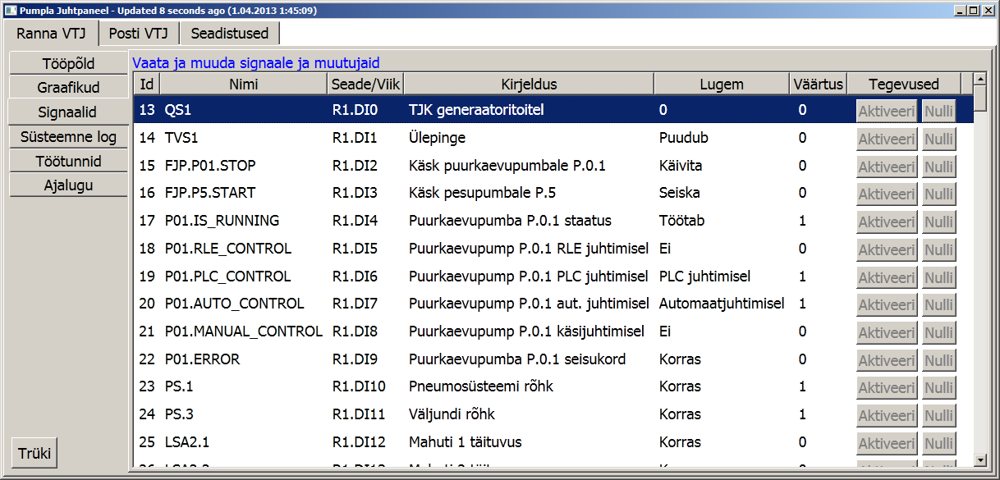 Pumpla Juhtpaneel - Updated 8 seconds ago (1.04.2013 1:45:09)
Ranna VTJ Posti VTJ Seadistused
Tööpõld
Graafikud
Signaalid
Süsteemne log
Töötunnid
Ajalugu
Trüki
Vaata ja muuda signaale ja muutujaid
Id Nimi Seade/Viik Kirjeldus Lugem Väärtus Tegevused
13 QS1 R1.DI0 TJK generaatoritoitel 0 0 Aktiveeri Nulli
14 TVS1 R1.DI1 Ülepinge Puudub 0 Aktiveeri Nulli
15 FJP.P01.STOP R1.DI2 Käsk puurkaevupumbale P.0.1 Käivita 0 Aktiveeri Nulli
16 FJP.P5.START R1.DI3 Käsk pesupumbale P.5 Seiska 0 Aktiveeri Nulli
17 P01.IS_RUNNING R1.DI4 Puurkaevupumba P.0.1 staatus Töötab 1 Aktiveeri Nulli
18 P01.RLE_CONTROL R1.DI5 Puurkaevupump P.0.1 RLE juhtimisel Ei 0 Aktiveeri Nulli
19 P01.PLC_CONTROL R1.DI6 Puurkaevupump P.0.1 PLC juhtimisel PLC juhtimisel 1 Aktiveeri Nulli
20 P01.AUTO_CONTROL R1.DI7 Puurkaevupump P.0.1 aut. juhtimisel Automaatjuhtimisel 1 Aktiveeri Nulli
21 P01.MANUAL_CONTROL R1.DI8 Puurkaevupump P.0.1 käsijuhtimisel Ei 0 Aktiveeri Nulli
22 P01.ERROR R1.DI9 Puurkaevupumba P.0.1 seisukord Korras 0 Aktiveeri Nulli
23 PS.1 R1.DI10 Pneumosüsteemi rõhk Korras 1 Aktiveeri Nulli
24 PS.3 R1.DI11 Väljundi rõhk Korras 1 Aktiveeri Nulli
25 LSA2.1 R1.DI12 Mahuti 1 täituvus Korras 0 Aktiveeri Nulli